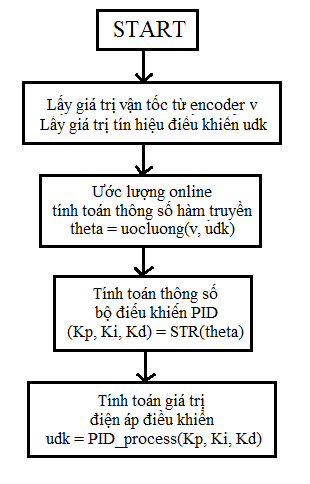 START
Lấy giá trị vận tốc từ encoder v
Lấy giá trị tín hiệu điều khiển udk
Ước lượng online
tính toán thông số hàm truyền
theta = uocluong(v, udk)
Tính toán thông số
bộ điều khiển PID
(Kp, Ki, Kd) = STR(theta)
Tính toán giá trị
điện áp điều khiển
udk = PID_process(Kp, Ki, Kd)